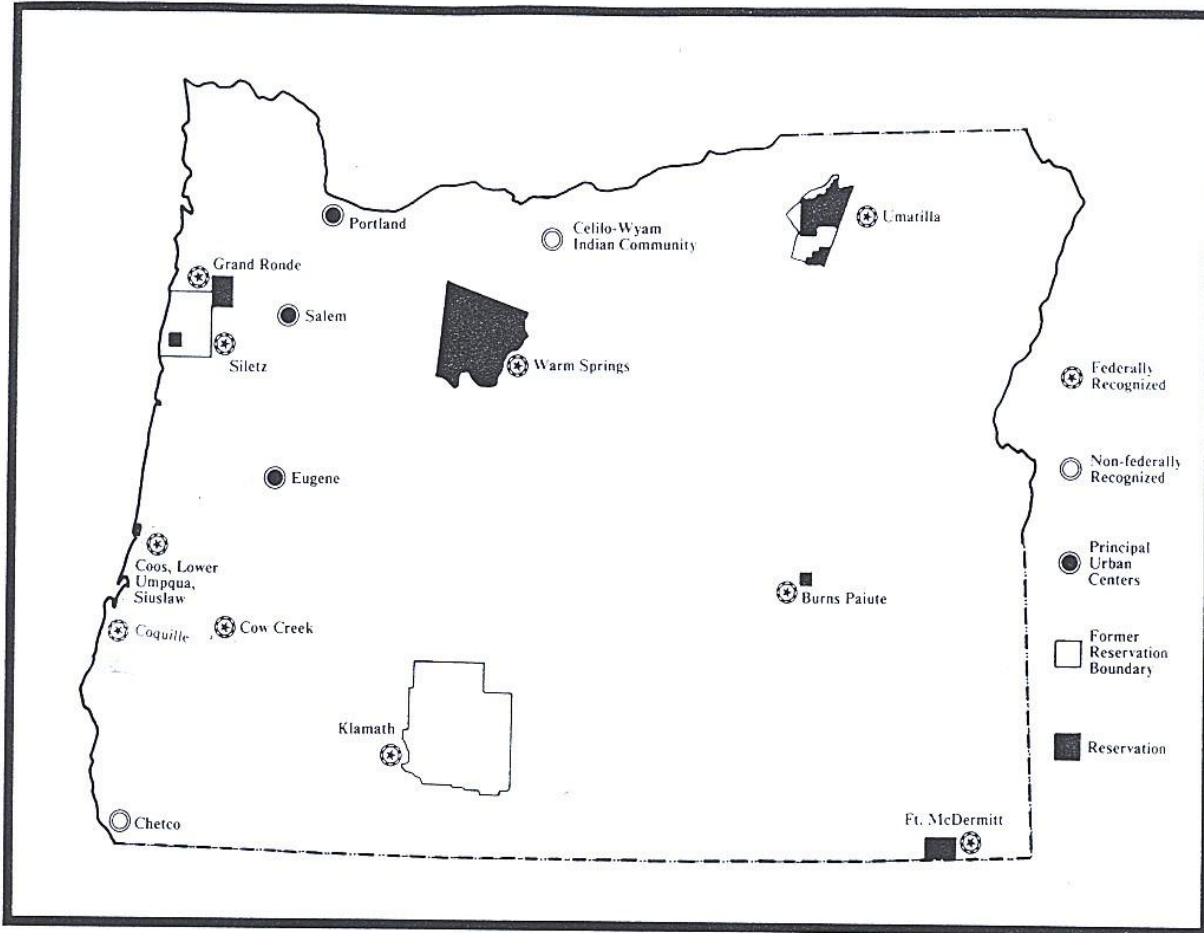 Portland
Celilo-Wyam
Indian Community
Umatilla
Grand Ronde
Salem
Siletz
Warm Springs
Federally
Recognized
Non-federally
Recognized
Eugene
Principal
Urban
Centers
Coos, Lower
Umpqua,
Siuslaw
Burns Paiute
Coquille
Cow Creek
Former
Reservation
Boundary
Klamath
Reservation
Chetco
Ft. McDermitt